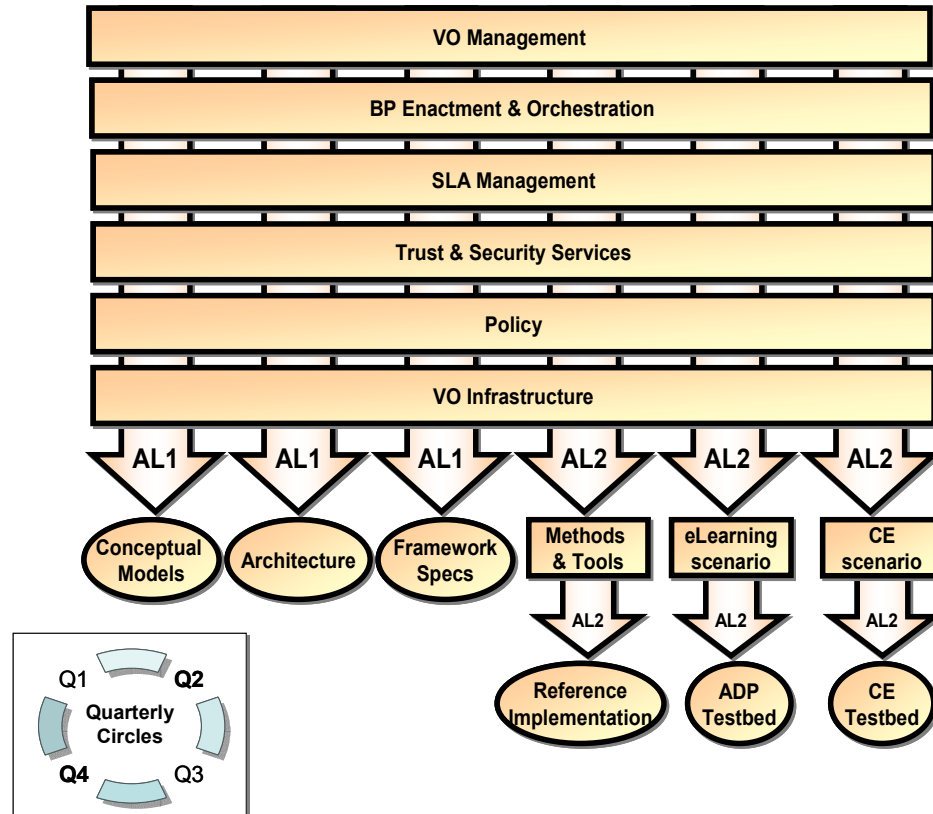 VO Management
BP Enactment & Orchestration
SLA Management
Trust & Security Services
Policy
VO Infrastructure
AL1 AL1 AL1 AL2 AL2 AL2
Conceptual
Models
Architecture
Framework
Specs
Methods
& Tools
eLearning
scenario
CE
scenario
AL2 AL2 AL2
Reference
Implementation
ADP
Testbed
CE
Testbed
Q1 Q2
Quarterly
Circles
Q4 Q3